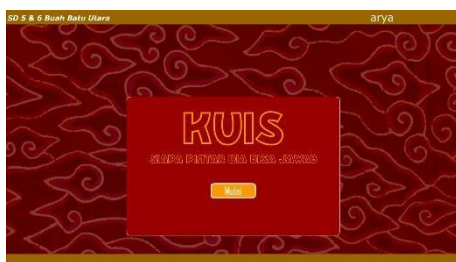 SD 5 & 6 Buah Batu Utara
arya
KUIS
SIAPA PINTAR DIA BISA JAWAB
Mulai